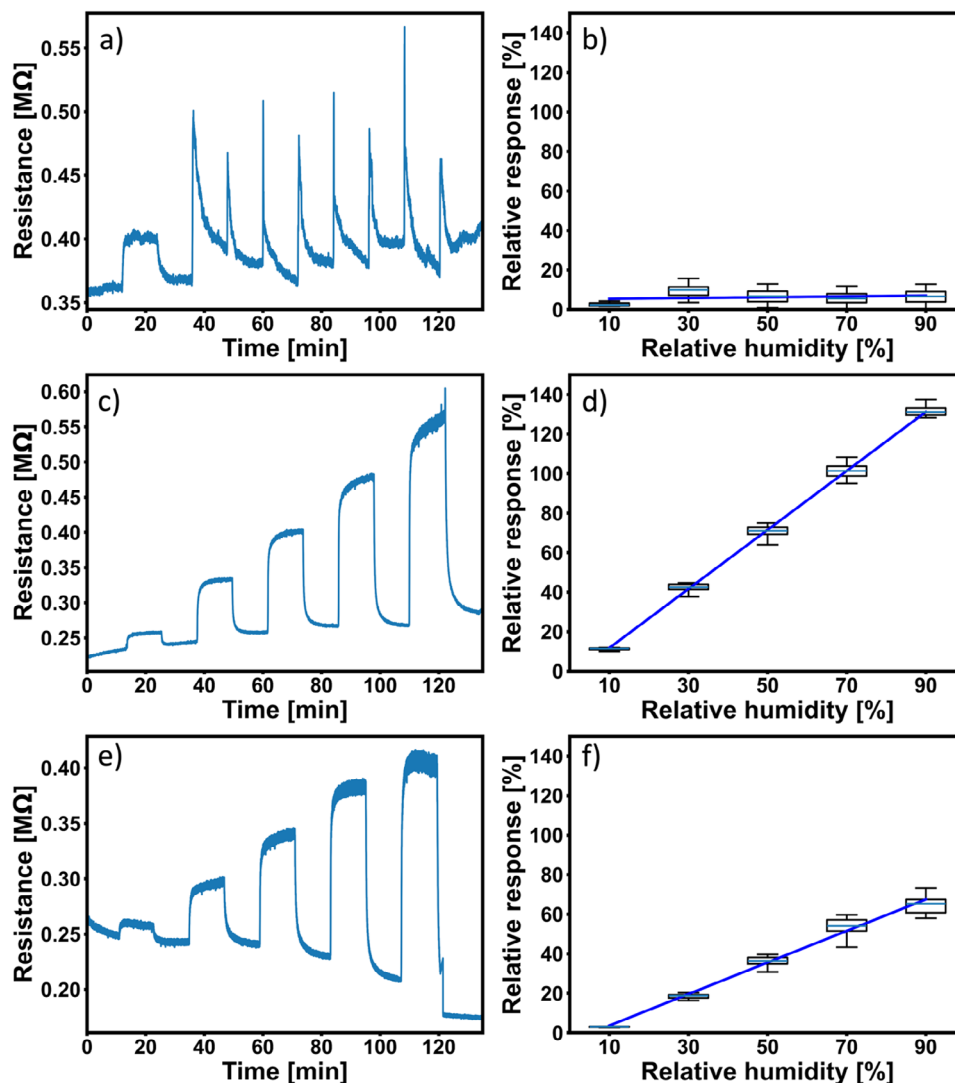 a)
Resistance [MΩ]
0.55
0.50
0.45
0.40
0.35
0 20 40 60 80 100 120
Time [min]
b)
Relative response [%]
140
120
100
80
60
40
20
0
10 30 50 70 90
Relative humidity [%]
c)
Resistance [MΩ]
0.60
0.55
0.50
0.45
0.40
0.35
0.30
0.25
0 20 40 60 80 100 120
Time [min]
d)
Relative response [%]
140
120
100
80
60
40
20
0
10 30 50 70 90
Relative humidity [%]
e)
Resistance [MΩ]
0.40
0.35
0.30
0.25
0.20
0 20 40 60 80 100 120
Time [min]
f)
Relative response [%]
140
120
100
80
60
40
20
0
10 30 50 70 90
Relative humidity [%]